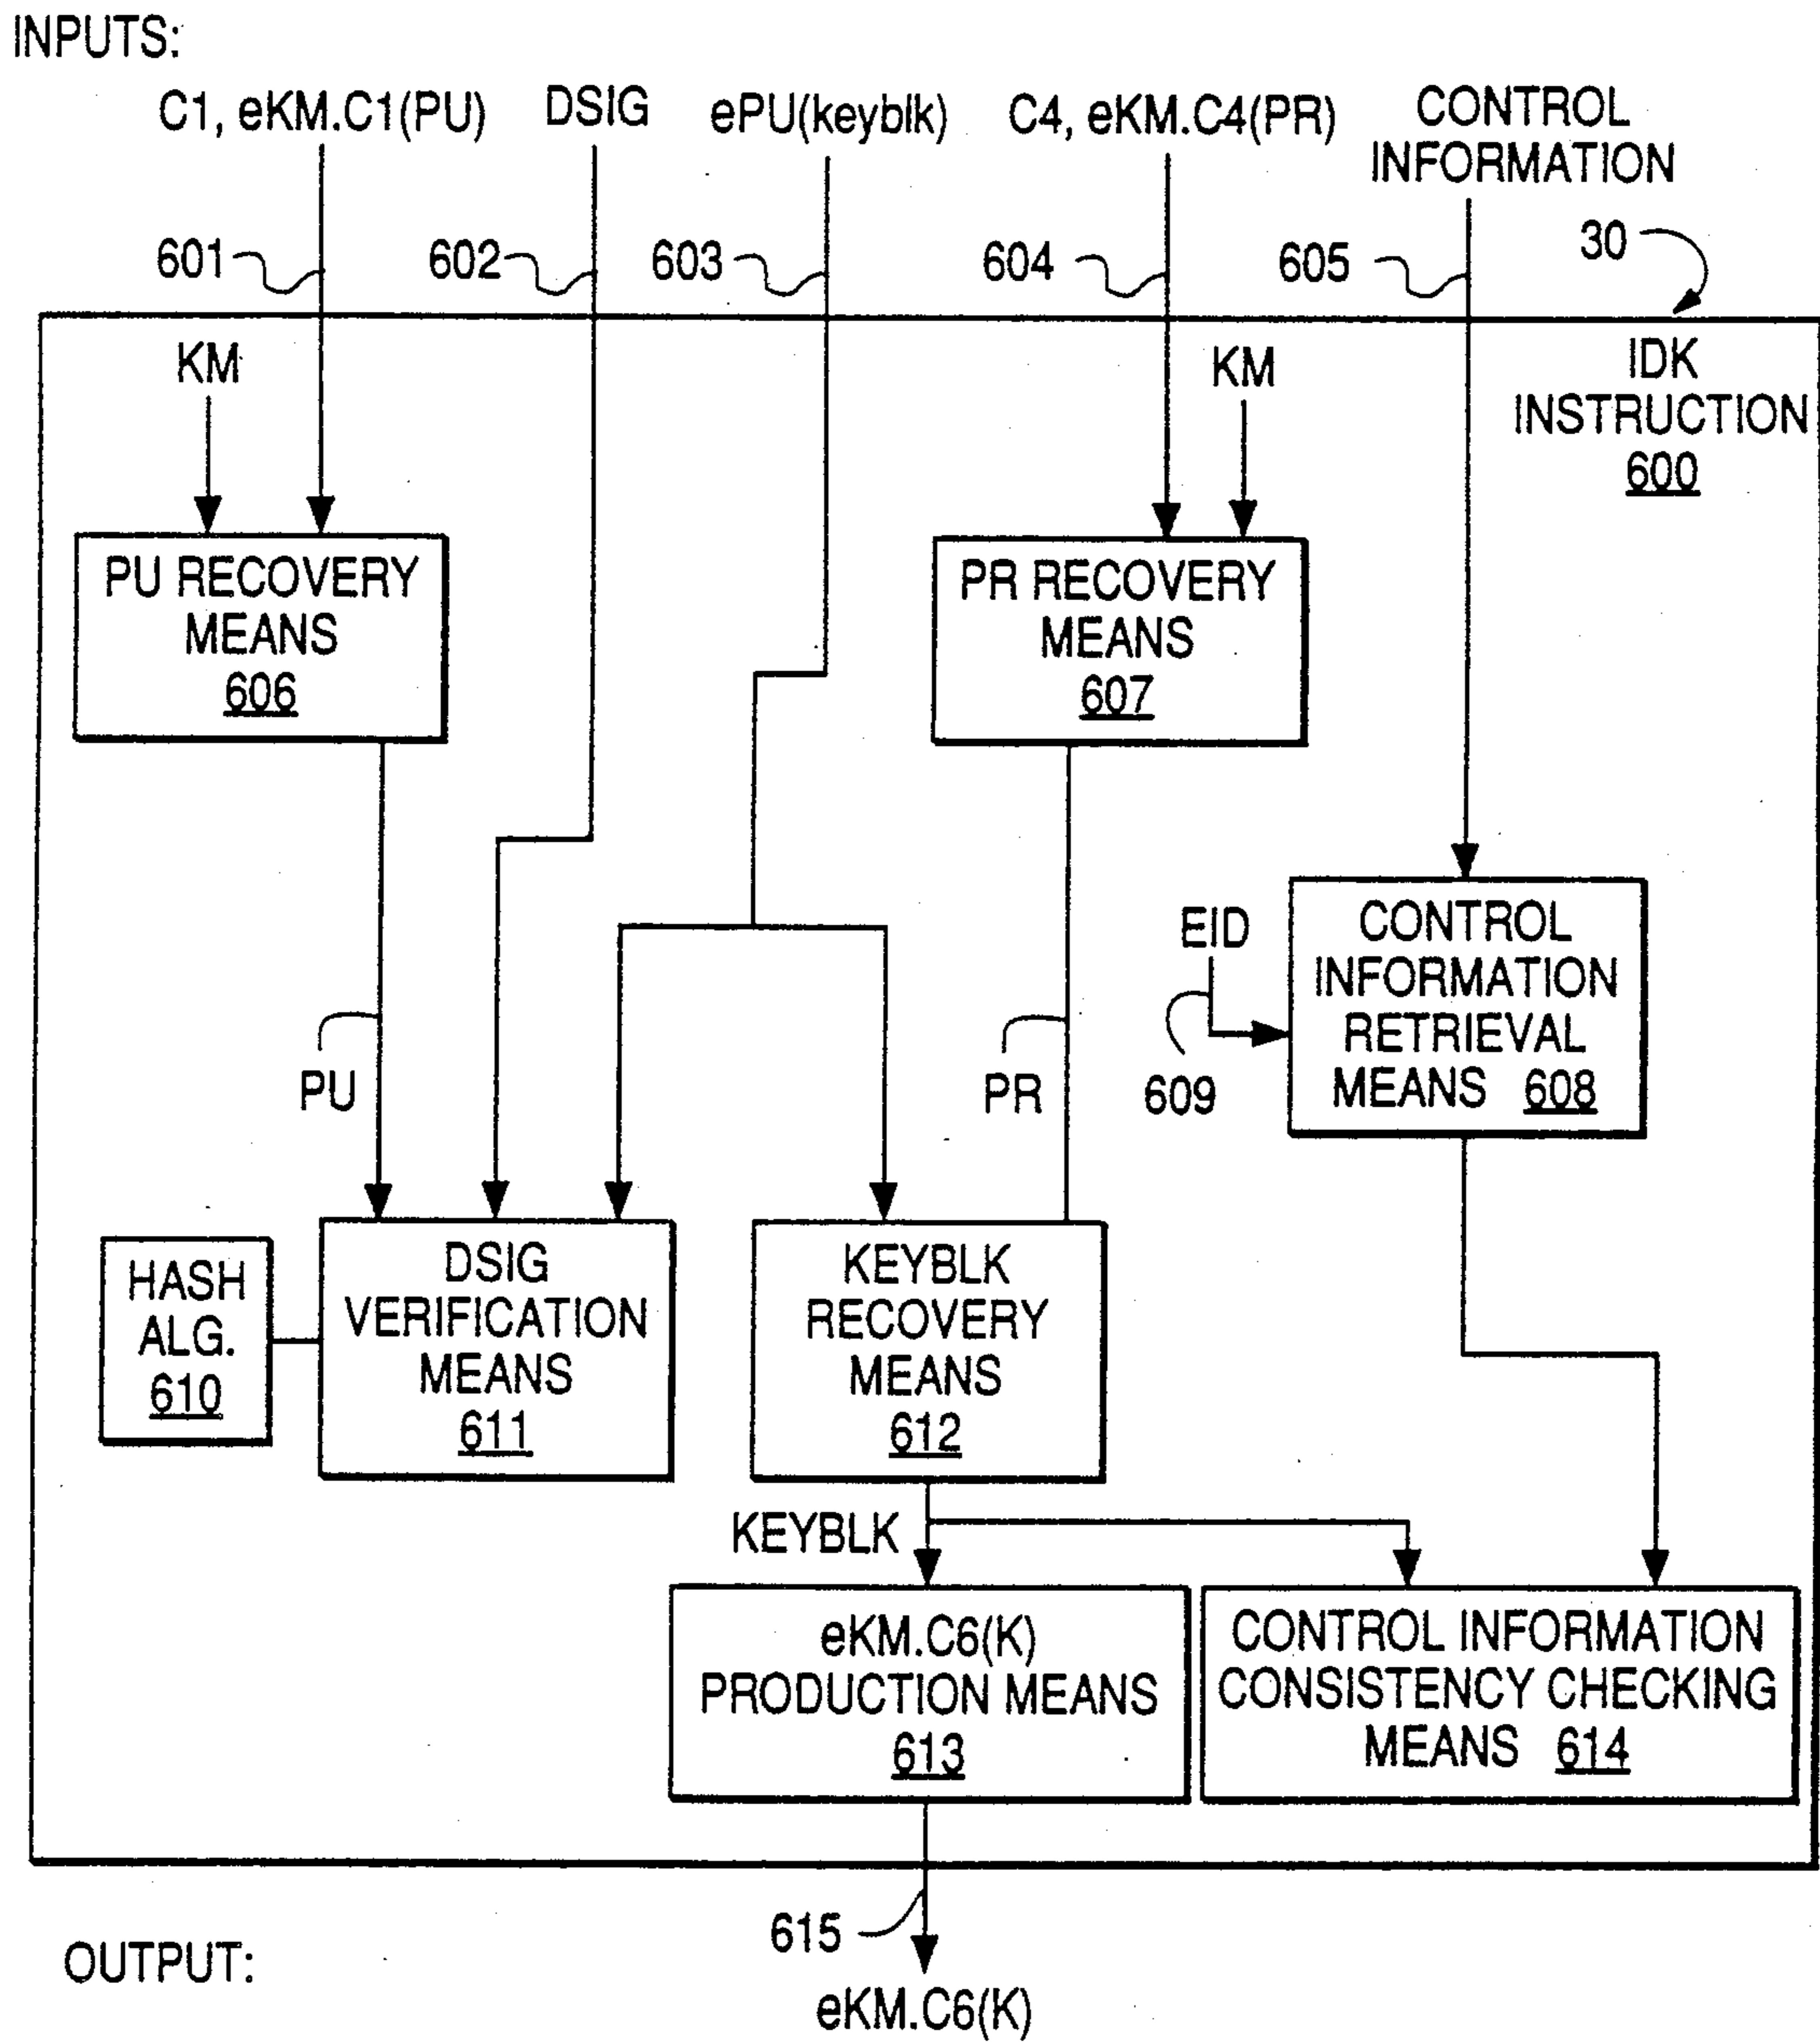 INPUTS:
C1, eKM.C1(PU)
DSIG
ePU(keyblk)
C4, eKM.C4(PR)
CONTROL
INFORMATION
601
602
603
604
605
30
KM
KM
IDK
INSTRUCTION
600
PU RECOVERY
MEANS
606
PR RECOVERY
MEANS
607
EID
609
CONTROL
INFORMATION
RETRIEVAL
MEANS 608
PU
PR
HASH
ALG.
610
DSIG
VERIFICATION
MEANS
611
KEYBLK
RECOVERY
MEANS
612
KEYBLK
eKM.C6(K)
PRODUCTION MEANS
613
CONTROL INFORMATION
CONSISTENCY CHECKING
MEANS 614
615
OUTPUT:
eKM.C6(K)